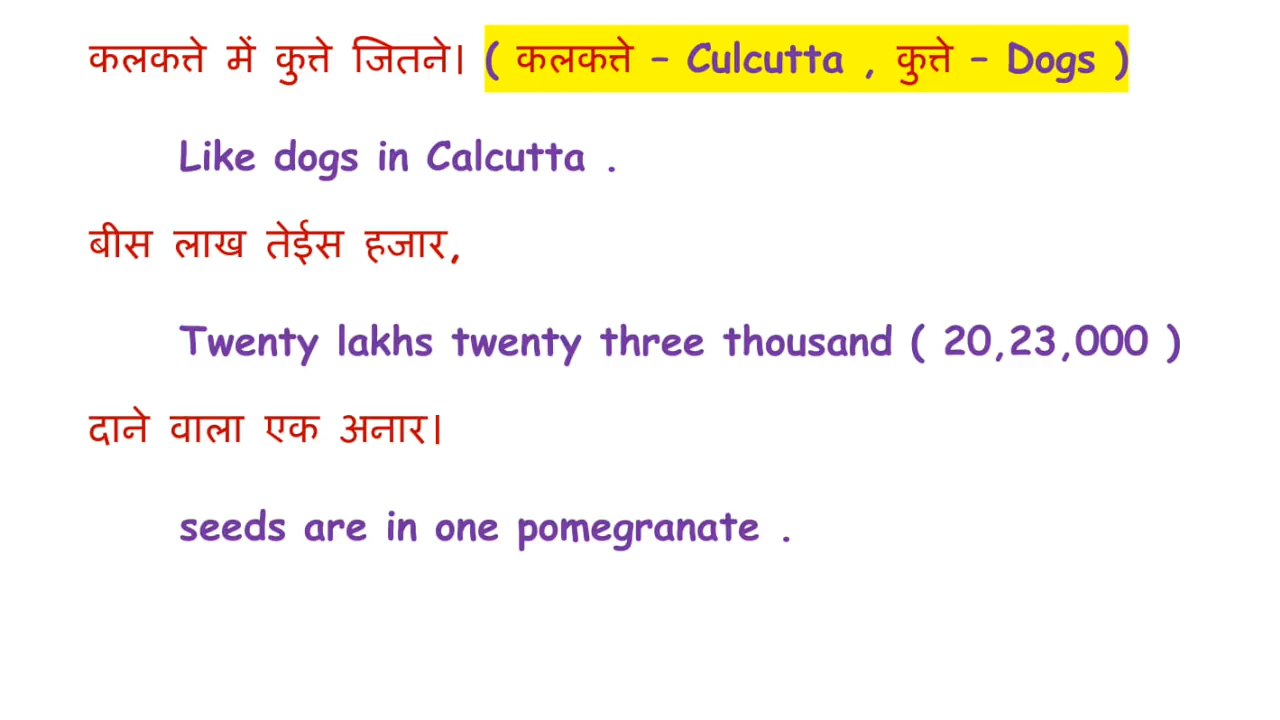 कलकत्ते में कुत्ते जितने। ( कलकत्ते – Culcutta , कुत्ते – Dogs )
Like dogs in Calcutta .
बीस लाख तेईस हजार,
Twenty lakhs twenty three thousand ( 20,23,000 )
दाने वाला एक अनार।
seeds are in one pomegranate .